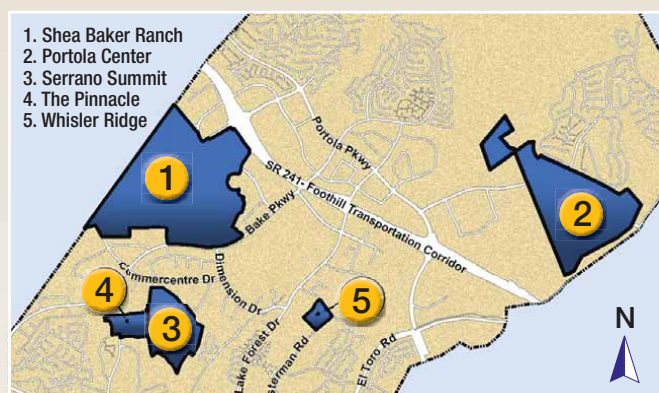 1. Shea Baker Ranch
2. Portola Center
3. Serrano Summit
4. The Pinnacle
5. Whisler Ridge
Portola Pkwy
SR 241- Foothill Transportation Corridor
1
2
Bake Pkwy
Commercentre Dr
Dimension Dr
4
3
5
Lake Forest Dr
sterman Rd
El Toro Rd
N